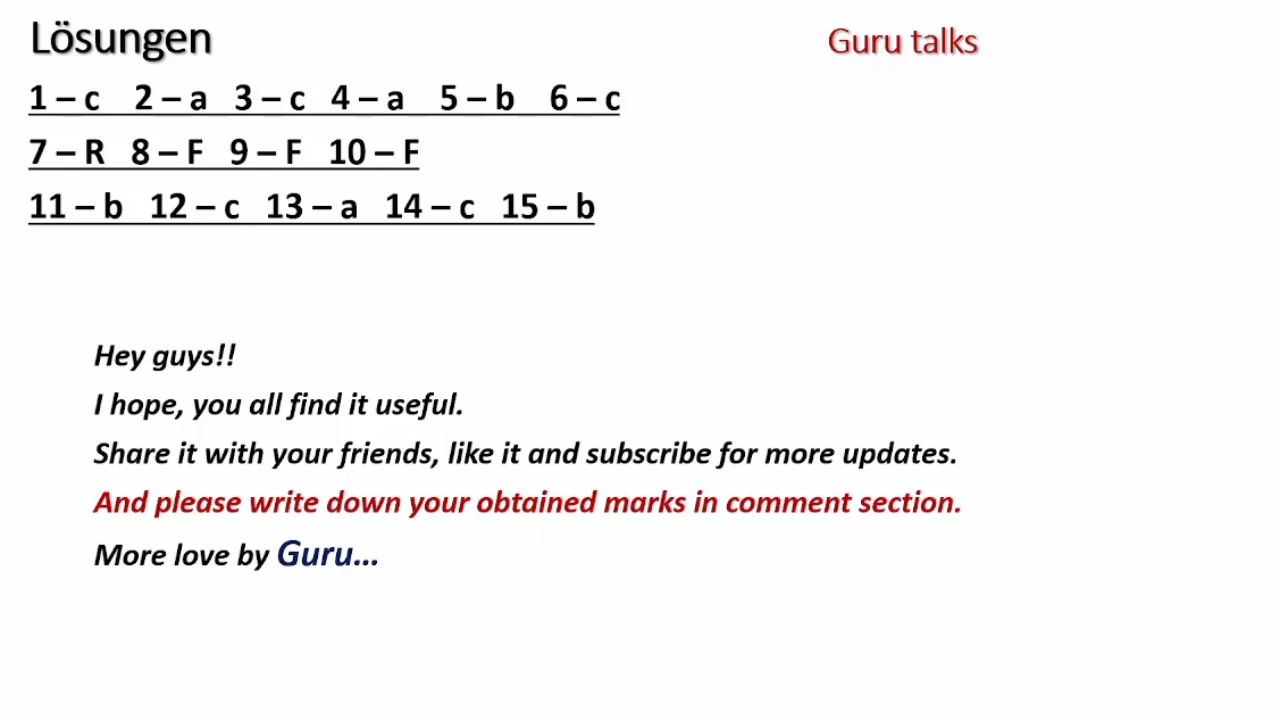 Lösungen
Guru talks
1 – c 2 – a 3 – c 4 – a 5 – b 6 – c
7 – R 8 – F 9 – F 10 – F
11 – b 12 – c 13 – a 14 – c 15 – b
Hey guys!!
I hope, you all find it useful.
Share it with your friends, like it and subscribe for more updates.
And please write down your obtained marks in comment section.
More love by Guru...